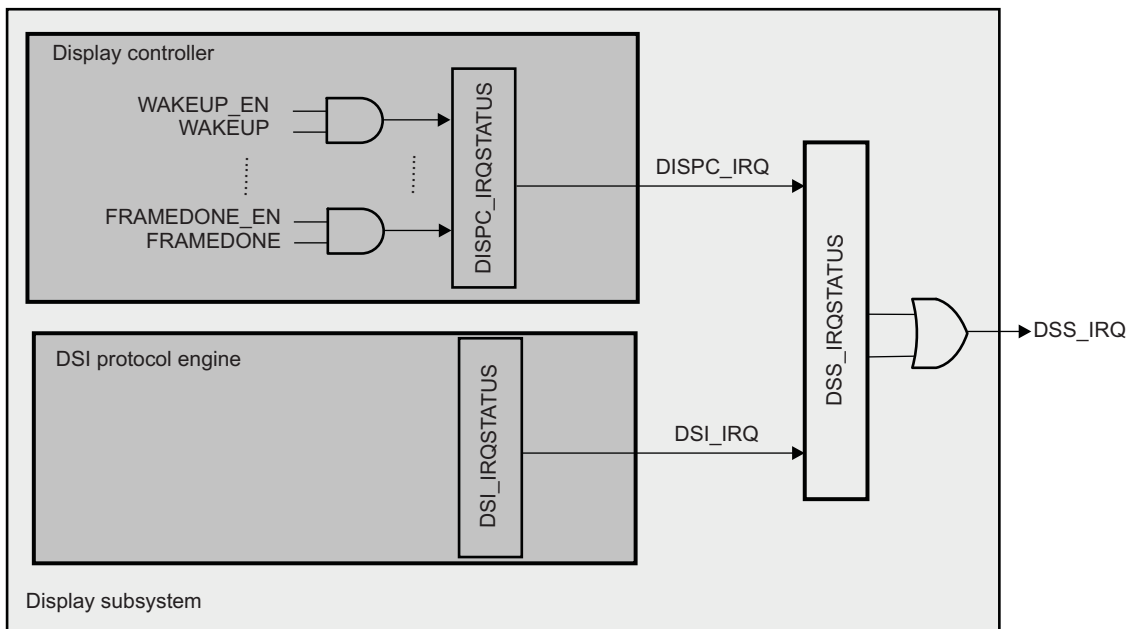 Display controller
WAKEUP_EN
WAKEUP
FRAMEDONE_EN
FRAMEDONE
DISPC_IRQSTATUS
DISPC_IRQ
DSI protocol engine
DSI_IRQSTATUS
DSI_IRQ
DSS_IRQSTATUS
DSS_IRQ
Display subsystem